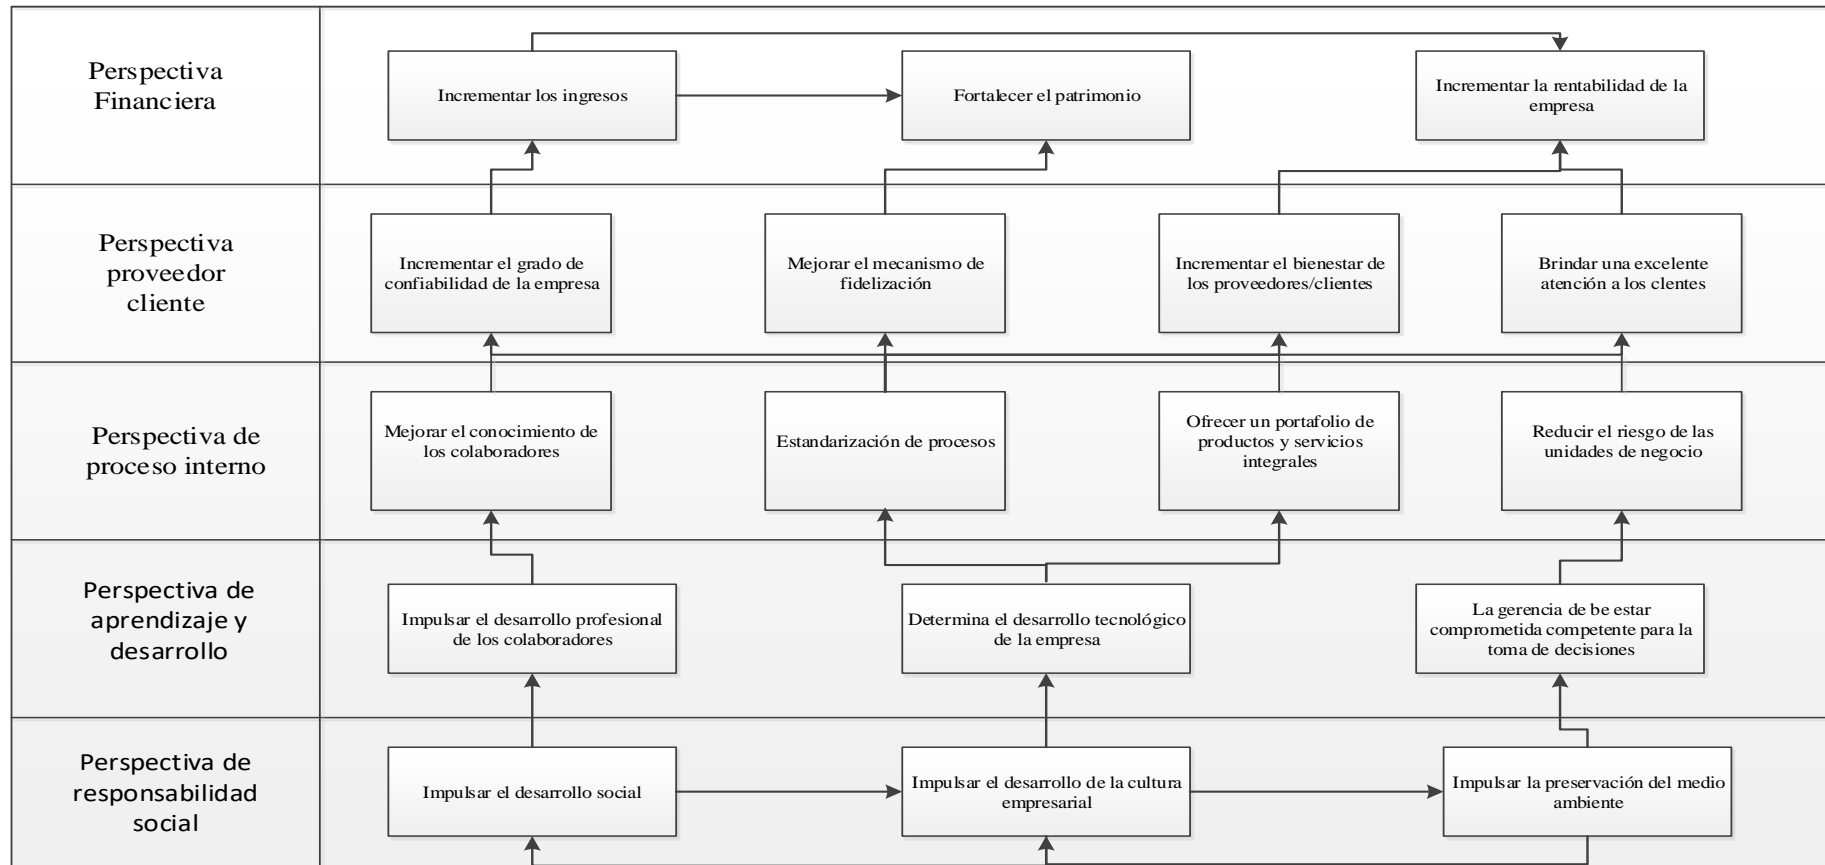 Perspectiva
Financiera
Incrementar los ingresos
Fortalecer el patrimonio
Incrementar la rentabilidad de la
empresa
Perspectiva
proveedor
cliente
Incrementar el grado de
confiabilidad de la empresa
Mejorar el mecanismo de
fidelización
Incrementar el bienestar de
los proveedores/clientes
Brindar una excelente
atención a los clentes
Perspectiva de
proceso interno
Mejorar el conocimiento de
los colaboradores
Estandarización de procesos
Ofrecer un portafolio de
productos y servicios
integrales
Reducir el riesgo de las
unidades de negocio
Perspectiva de
aprendizaje y
desarrollo
Impulsar el desarrollo profesional
de los colaboradores
Determina el desarrollo tecnológico
de la empresa
La gerencia de be estar
comprometida competente para la
toma de decisiones
Perspectiva de
responsabilidad
social
Impulsar el desarrollo social
Impulsar el desarrollo de la cultura
empresarial
Impulsar la preservación del medio
ambiente